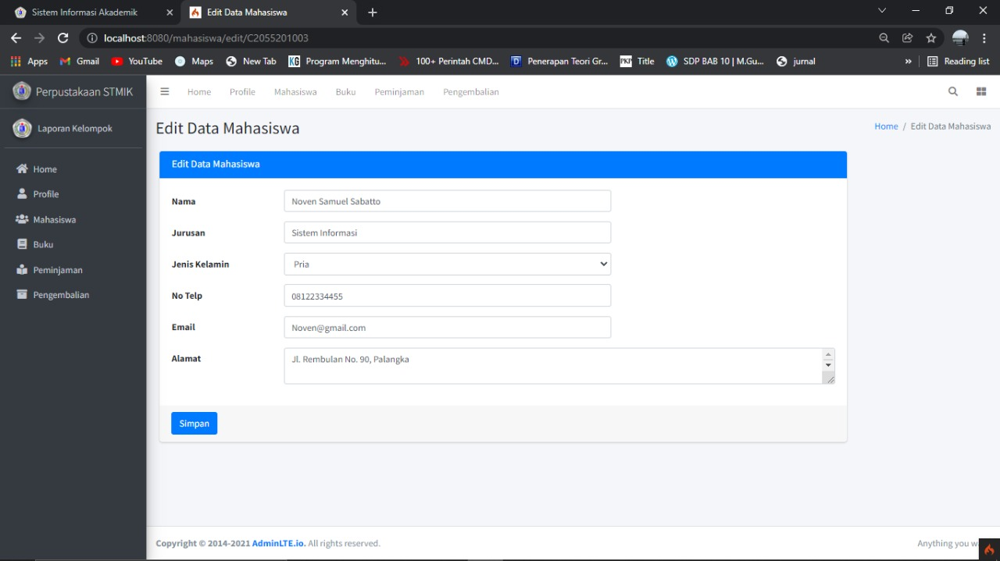 Sistem Informasi Akademik
Edit Data Mahasiswa
localhost:8080/mahasiswa/edit/C2055201003
Apps Gmail YouTube Maps New Tab KG Program Menghitu... 100+ Perintah CMD... D Penerapan Teori Gr... PKP Title SDP BAB 10 | M.Gu... jurnal » Reading list
Perpustakaan STMIK
Home Profile Mahasiswa Buku Peminjaman Pengembalian
Laporan Kelompok
Home
Profile
Mahasiswa
Buku
Peminjaman
Pengembalian
Edit Data Mahasiswa
Home / Edit Data Mahasiswa
Edit Data Mahasiswa
Nama Noven Samuel Sabatto
Jurusan Sistem Informasi
Jenis Kelamin Pria
No Telp 08122334455
Email Noven@gmail.com
Alamat Jl. Rembulan No. 90, Palangka
Simpan
Copyright © 2014-2021 AdminLTE.io. All rights reserved.
Anything you w